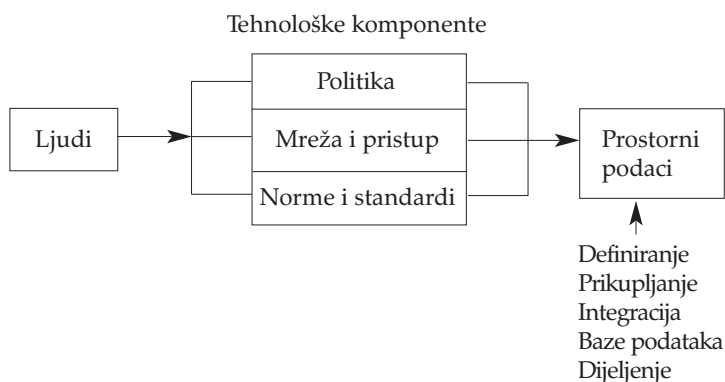 Tehnološke komponente
Politika
Ljudi
Mreža i pristup
Norme i standardi
Prostorni
podaci
Definiranje
Prikupljanje
Integracija
Baze podataka
Dijeljenje